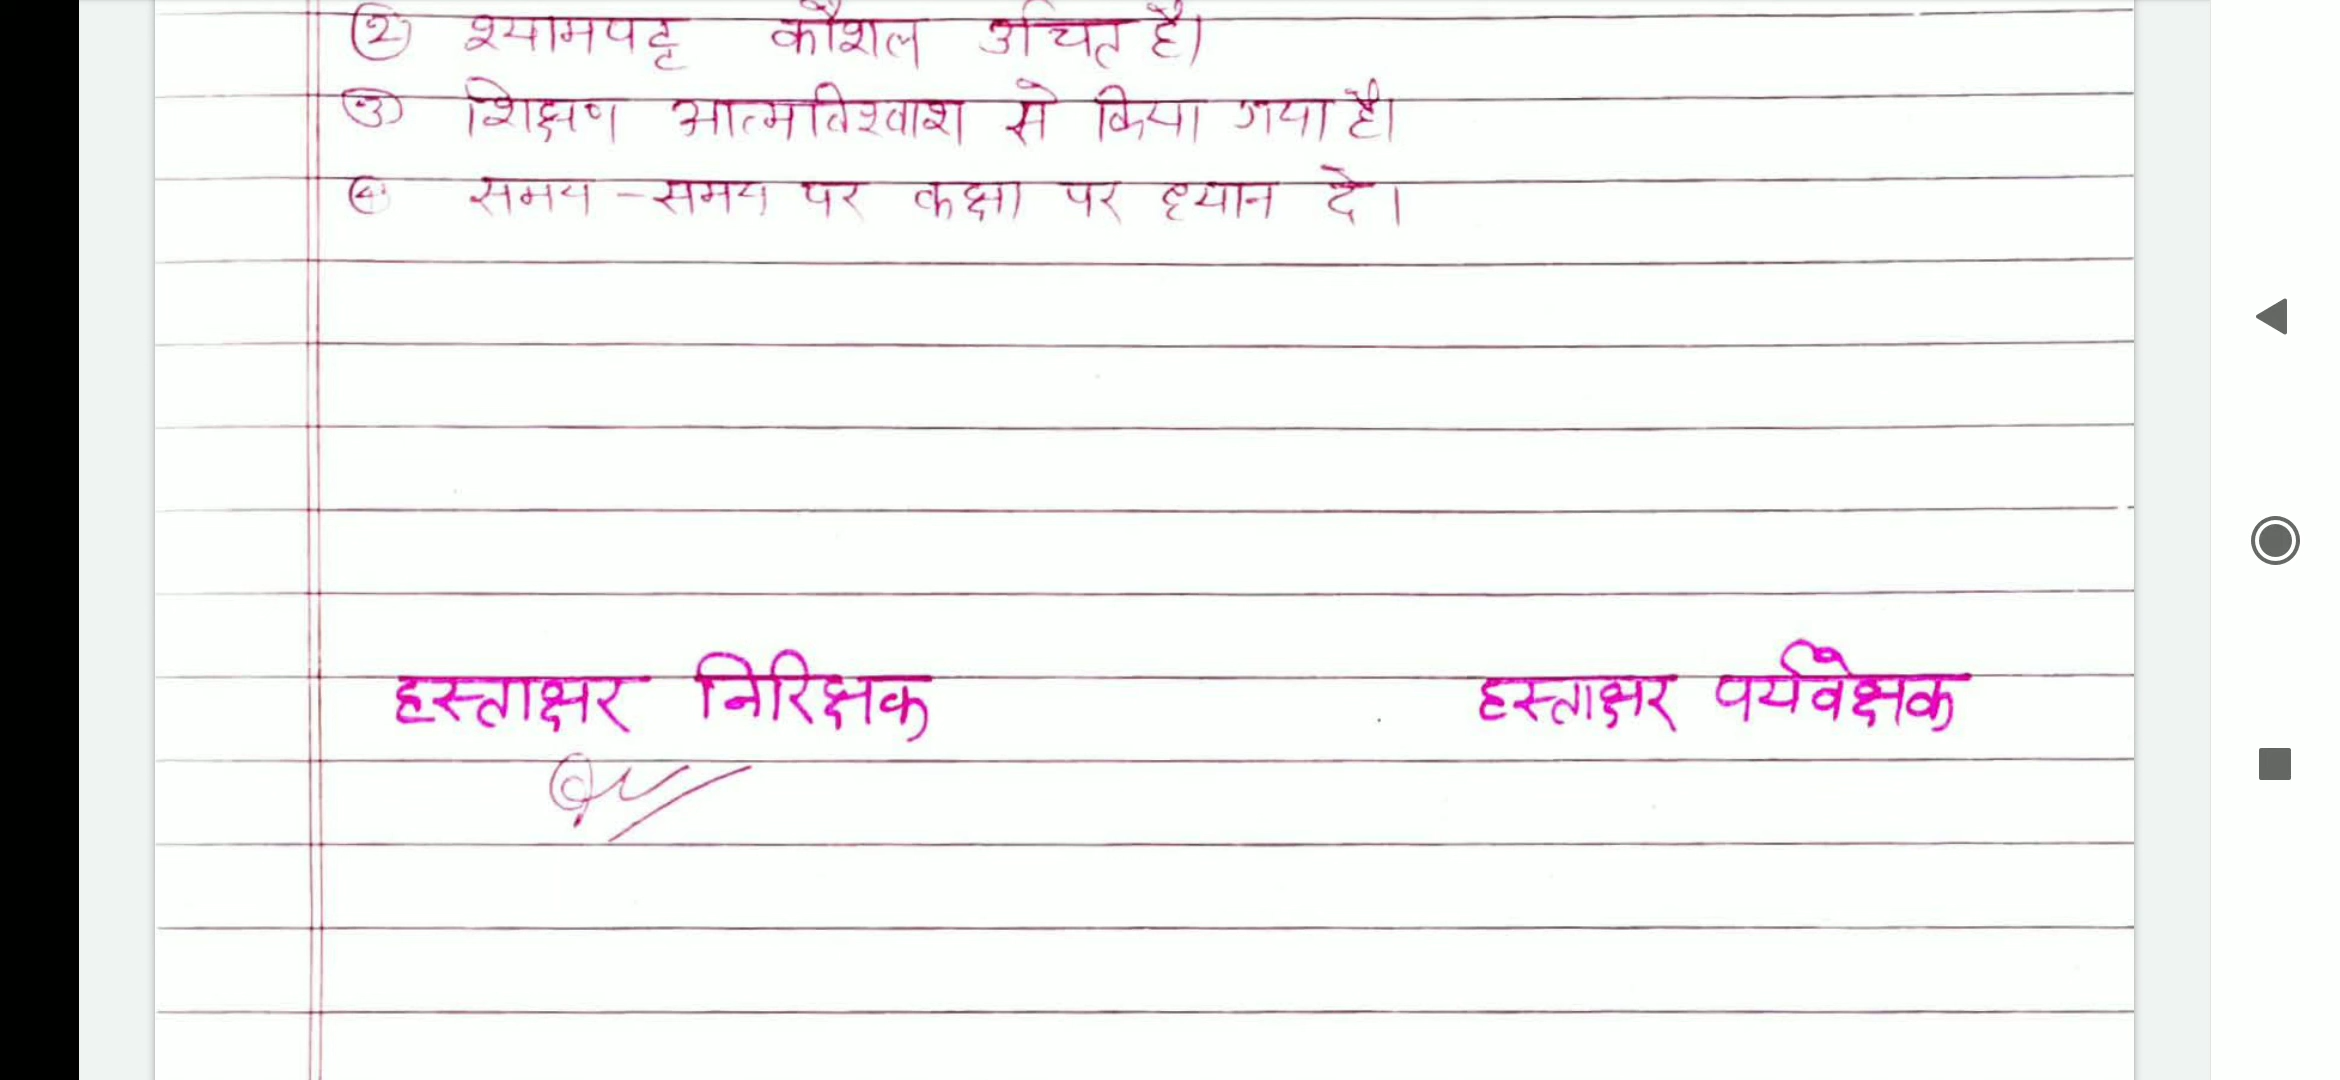 ② श्यामपट्ट कौशल उचित है।
③ शिक्षण आत्मविश्वाश से किया गया है।
④ समय-समय पर कक्षा पर ध्यान दे।
हस्ताक्षर निरिक्षक हस्ताक्षर पर्यवेक्षक